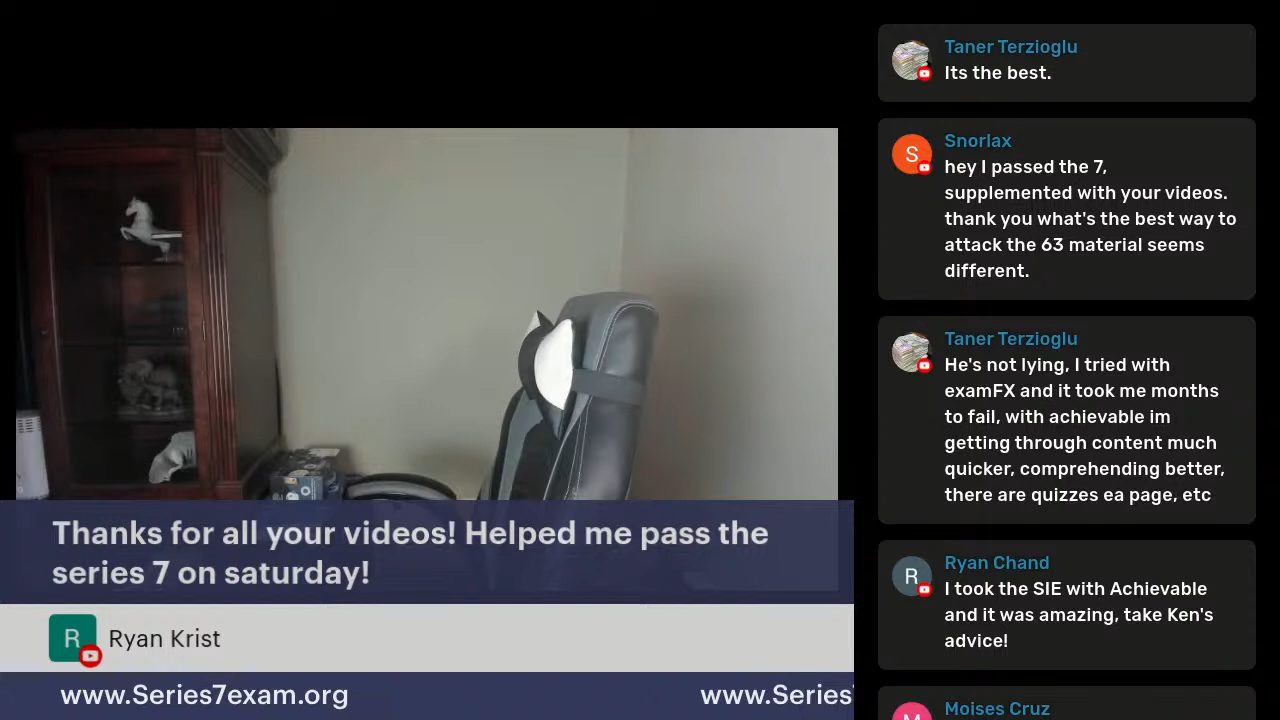 Thanks for all your videos! Helped me pass the
series 7 on saturday!
R
Ryan Krist
www.Series7exam.org
www.Series7
Taner Terzioglu
Its the best.
S
Snorlax
hey I passed the 7,
supplemented with your videos.
thank you what's the best way to
attack the 63 material seems
different.
Taner Terzioglu
He's not lying, I tried with
examFX and it took me months
to fail, with achievable im
getting through content much
quicker, comprehending better,
there are quizzes ea page, etc
R
Ryan Chand
I took the SIE with Achievable
and it was amazing, take Ken's
advice!
M
Moises Cruz